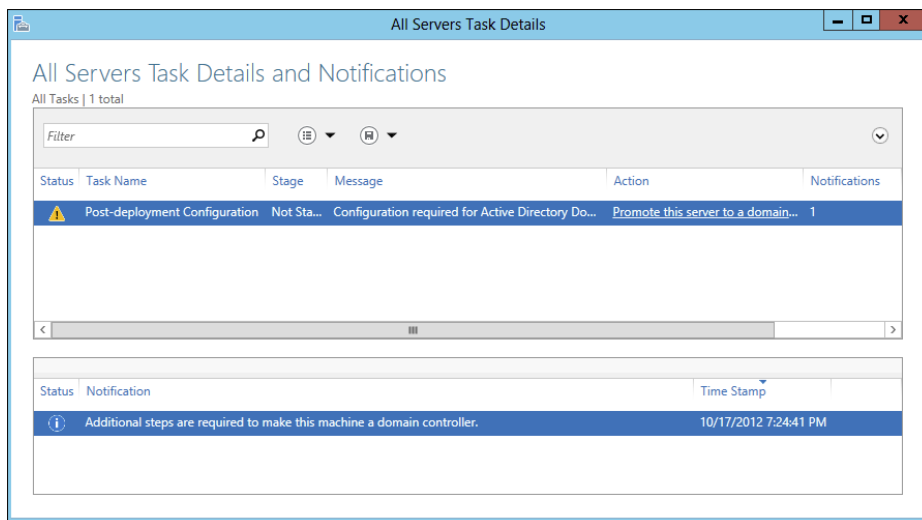 All Servers Task Details
All Servers Task Details and Notifications
All Tasks | 1 total
Filter
Status Task Name Stage Message Action Notifications
Post-deployment Configuration Not Sta... Configuration required for Active Directory Do... Promote this server to a domain... 1
Status Notification Time Stamp
Additional steps are required to make this machine a domain controller. 10/17/2012 7:24:41 PM